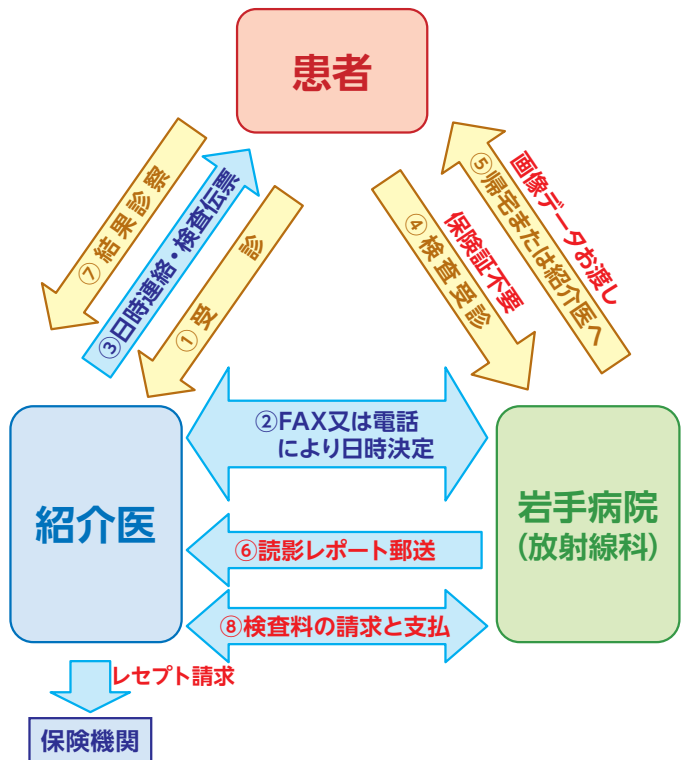 患者
⑦結果診察
③日時連絡・検査伝票
①受診
④検査受診
保険証不要
⑤帰宅または紹介医へ
画像データお渡し
②FAX又は電話
により日時決定
紹介医
岩手病院
(放射線科)
⑥読影レポート郵送
⑧検査料の請求と支払
レセプト請求
保険機関